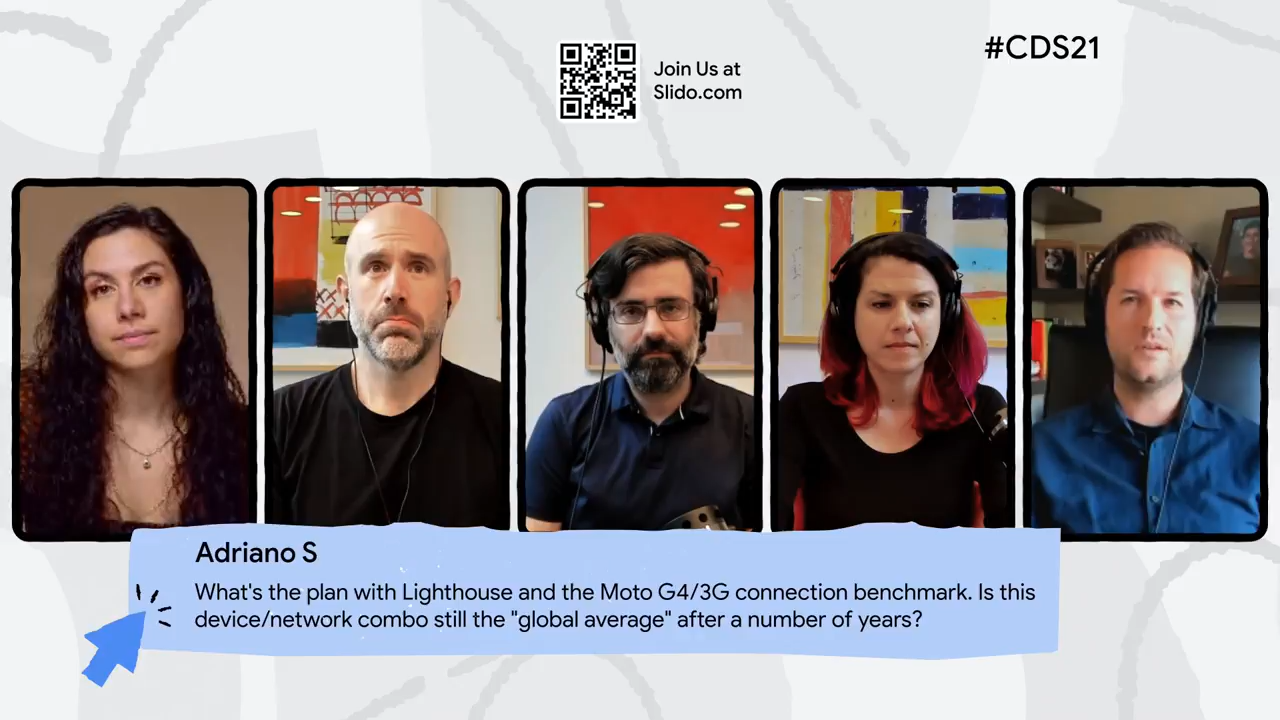 #CDS21
Join Us at
Slido.com
Adriano S
What's the plan with Lighthouse and the Moto G4/3G connection benchmark. Is this
device/network combo still the "global average" after a number of years?